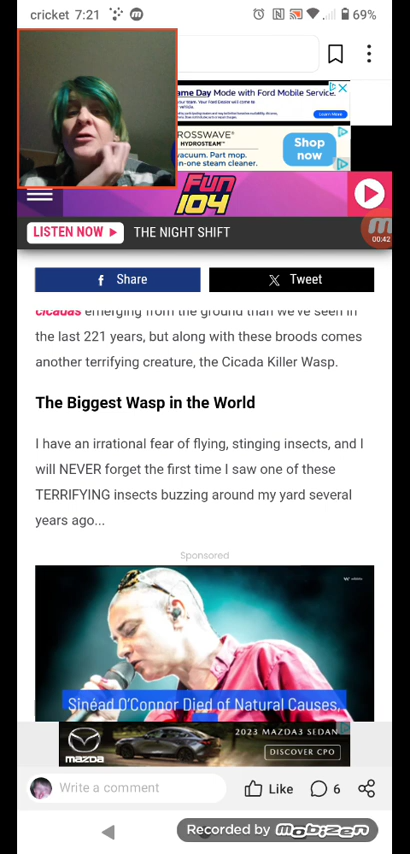 cricket 7:21
69%
ame Day Mode with Ford Mobile Service.
Learn More
ROSSWAVE®
HYDROSTEAM™
vacuum. Part mop.
n-one steam cleaner.
Shop
now
FUN
104
00:42
LISTEN NOW THE NIGHT SHIFT
f Share
X Tweet
cicadas emerging from the ground than we've seen in
the last 221 years, but along with these broods comes
another terrifying creature, the Cicada Killer Wasp.
The Biggest Wasp in the World
I have an irrational fear of flying, stinging insects, and I
will NEVER forget the first time I saw one of these
TERRIFYING insects buzzing around my yard several
years ago...
Sponsored
Sinéad O'Connor Died of Natural Causes,
mazda
2023 MAZDA3 SEDAN
DISCOVER CPO
Write a comment
Like
6
Recorded by mobizen